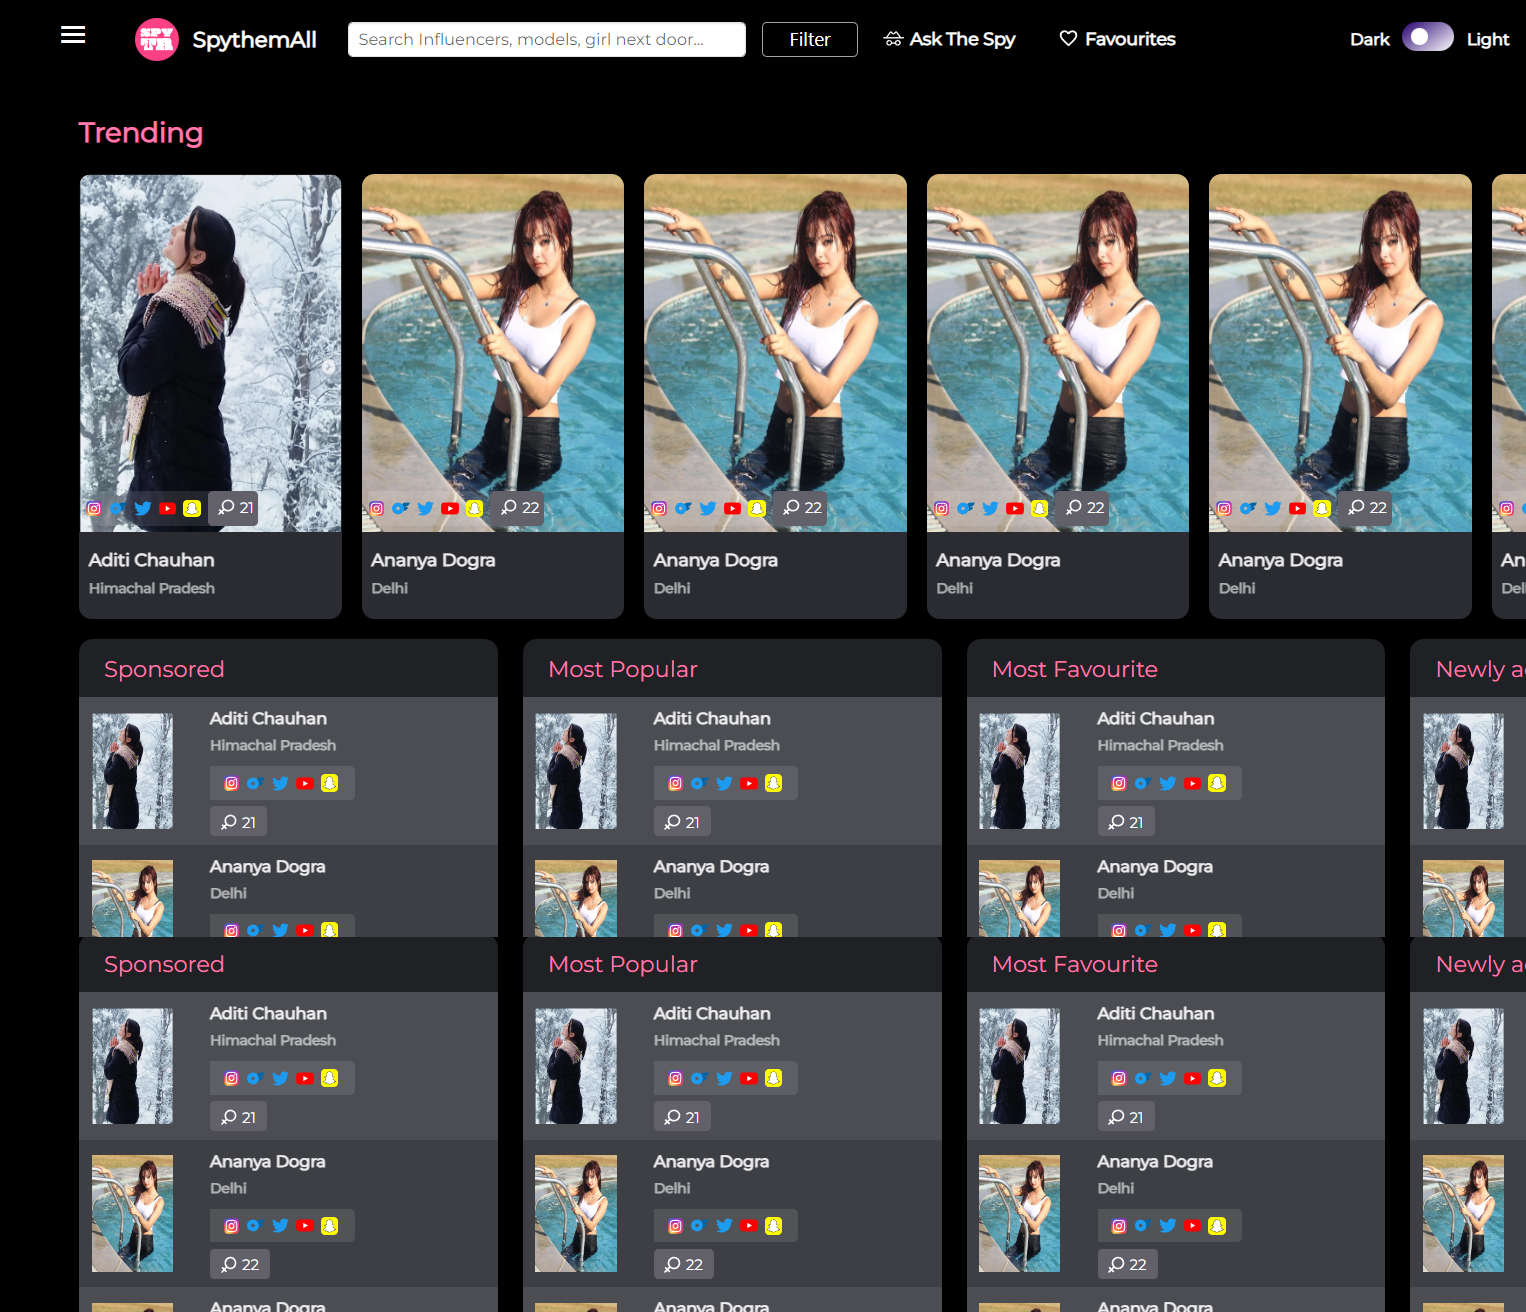 SPY
TA
SpythemAll
Search Influencers, models, girl next door...
Filter
Ask The Spy
Favourites
Dark
Light
Trending
21
22
22
22
22
Aditi Chauhan
Ananya Dogra
Ananya Dogra
Ananya Dogra
Ananya Dogra
An
Himachal Pradesh
Delhi
Delhi
Delhi
Delhi
Del
Sponsored
Most Popular
Most Favourite
Newly a
Aditi Chauhan
Aditi Chauhan
Aditi Chauhan
Himachal Pradesh
Himachal Pradesh
Himachal Pradesh
21
21
21
Ananya Dogra
Ananya Dogra
Ananya Dogra
Delhi
Delhi
Delhi
Sponsored
Most Popular
Most Favourite
Newly a
Aditi Chauhan
Aditi Chauhan
Aditi Chauhan
Himachal Pradesh
Himachal Pradesh
Himachal Pradesh
21
21
21
Ananya Dogra
Ananya Dogra
Ananya Dogra
Delhi
Delhi
Delhi
22
22
22
Ananya Dogra
Ananya Dogra
Ananya Dogra